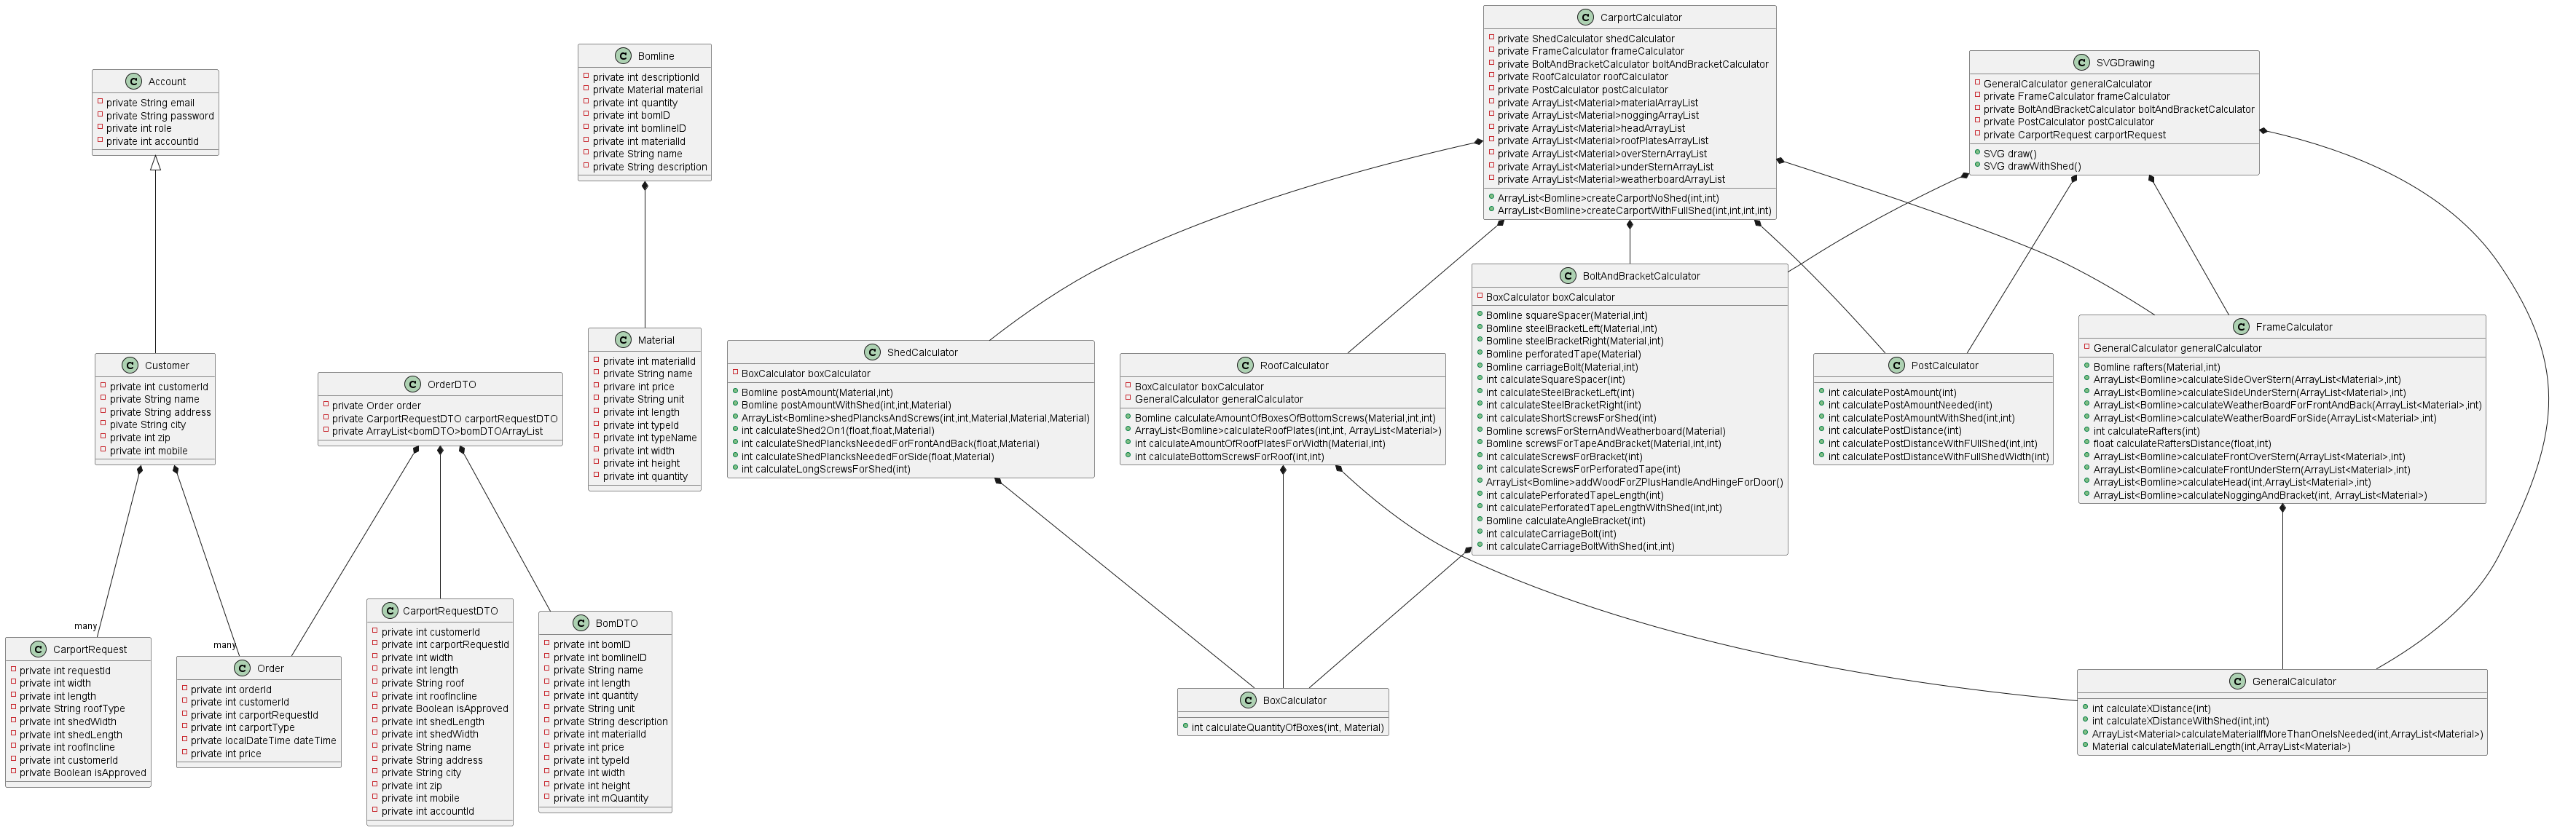 Account
private String email
private String password
private int role
private int accountId
Bomline
private int descriptionId
private Material material
private int quantity
private int bomID
private int bomlineID
private int materialId
private String name
private String description
CarportCalculator
private ShedCalculator shedCalculator
private FrameCalculator frameCalculator
private BoltAndBracketCalculator boltAndBracketCalculator
private RoofCalculator roofCalculator
private PostCalculator postCalculator
private ArrayList<Material>materialArrayList
private ArrayList<Material>noggingArrayList
private ArrayList<Material>headArrayList
private ArrayList<Material>roofPlatesArrayList
private ArrayList<Material>overSternArrayList
private ArrayList<Material>underSternArrayList
private ArrayList<Material>weatherboardArrayList
ArrayList<Bomline>createCarportNoShed(int,int)
ArrayList<Bomline>createCarportWithFullShed(int,int,int,int)
SVGDrawing
GeneralCalculator generalCalculator
private FrameCalculator frameCalculator
private BoltAndBracketCalculator boltAndBracketCalculator
private PostCalculator postCalculator
private CarportRequest carportRequest
SVG draw()
SVG drawWithShed()
Customer
private int customerId
private String name
private String address
pivate String city
private int zip
private int mobile
OrderDTO
private Order order
private CarportRequestDTO carportRequestDTO
private ArrayList<bomDTO>bomDTOArrayList
Material
private int materialId
private String name
privare int price
private String unit
private int length
private int typeId
private int typeName
private int width
private int height
private int quantity
ShedCalculator
BoxCalculator boxCalculator
Bomline postAmount(Material,int)
Bomline postAmountWithShed(int,int,Material)
ArrayList<Bomline>shedPlancksAndScrews(int,int,Material,Material,Material)
int calculateShed2On1(float,float,Material)
int calculateShedPlancksNeededForFrontAndBack(float,Material)
int calculateShedPlancksNeededForSide(float,Material)
int calculateLongScrewsForShed(int)
RoofCalculator
BoxCalculator boxCalculator
GeneralCalculator generalCalculator
Bomline calculateAmountOfBoxesOfBottomScrews(Material,int,int)
ArrayList<Bomline>calculateRoofPlates(int,int, ArrayList<Material>)
int calculateAmountOfRoofPlatesForWidth(Material,int)
int calculateBottomScrewsForRoof(int,int)
BoltAndBracketCalculator
BoxCalculator boxCalculator
Bomline squareSpacer(Material,int)
Bomline steelBracketLeft(Material,int)
Bomline steelBracketRight(Material,int)
Bomline perforatedTape(Material)
Bomline carriageBolt(Material,int)
int calculateSquareSpacer(int)
int calculateSteelBracketLeft(int)
int calculateSteelBracketRight(int)
int calculateShortScrewsForShed(int)
Bomline screwsForSternAndWeatherboard(Material)
Bomline screwsForTapeAndBracket(Material,int,int)
int calculateScrewsForBracket(int)
int calculateScrewsForPerforatedTape(int)
ArrayList<Bomline>addWoodForZPlusHandleAndHingeForDoor()
int calculatePerforatedTapeLength(int)
int calculatePerforatedTapeLengthWithShed(int,int)
Bomline calculateAngleBracket(int)
int calculateCarriageBolt(int)
int calculateCarriageBoltWithShed(int,int)
PostCalculator
int calculatePostAmount(int)
int calculatePostAmountNeeded(int)
int calculatePostAmountWithShed(int,int)
int calculatePostDistance(int)
int calculatePostDistanceWithFUllShed(int,int)
int calculatePostDistanceWithFullShedWidth(int)
FrameCalculator
GeneralCalculator generalCalculator
Bomline rafters(Material,int)
ArrayList<Bomline>calculateSideOverStern(ArrayList<Material>,int)
ArrayList<Bomline>calculateSideUnderStern(ArrayList<Material>,int)
ArrayList<Bomline>calculateWeatherBoardForFrontAndBack(ArrayList<Material>,int)
ArrayList<Bomline>calculateWeatherBoardForSide(ArrayList<Material>,int)
int calculateRafters(int)
float calculateRaftersDistance(float,int)
ArrayList<Bomline>calculateFrontOverStern(ArrayList<Material>,int)
ArrayList<Bomline>calculateFrontUnderStern(ArrayList<Material>,int)
ArrayList<Bomline>calculateHead(int,ArrayList<Material>,int)
ArrayList<Bomline>calculateNoggingAndBracket(int, ArrayList<Material>)
many
many
CarportRequest
private int requestId
private int width
private int length
private String roofType
private int shedWidth
private int shedLength
private int roofIncline
private int customerId
private Boolean isApproved
Order
private int orderId
private int customerId
private int carportRequestId
private int carportType
private localDateTime dateTime
private int price
CarportRequestDTO
private int customerId
private int carportRequestId
private int width
private int length
private String roof
private int roofIncline
private Boolean isApproved
private int shedLength
private int shedWidth
private String name
private String address
private String city
private int zip
private int mobile
private int accountId
BomDTO
private int bomID
private int bomlineID
private String name
private int length
private int quantity
private String unit
private String description
private int materialId
private int price
private int typeId
private int width
private int height
private int mQuantity
BoxCalculator
int calculateQuantityOfBoxes(int, Material)
GeneralCalculator
int calculateXDistance(int)
int calculateXDistanceWithShed(int,int)
ArrayList<Material>calculateMaterialIfMoreThanOneIsNeeded(int,ArrayList<Material>)
Material calculateMaterialLength(int,ArrayList<Material>)